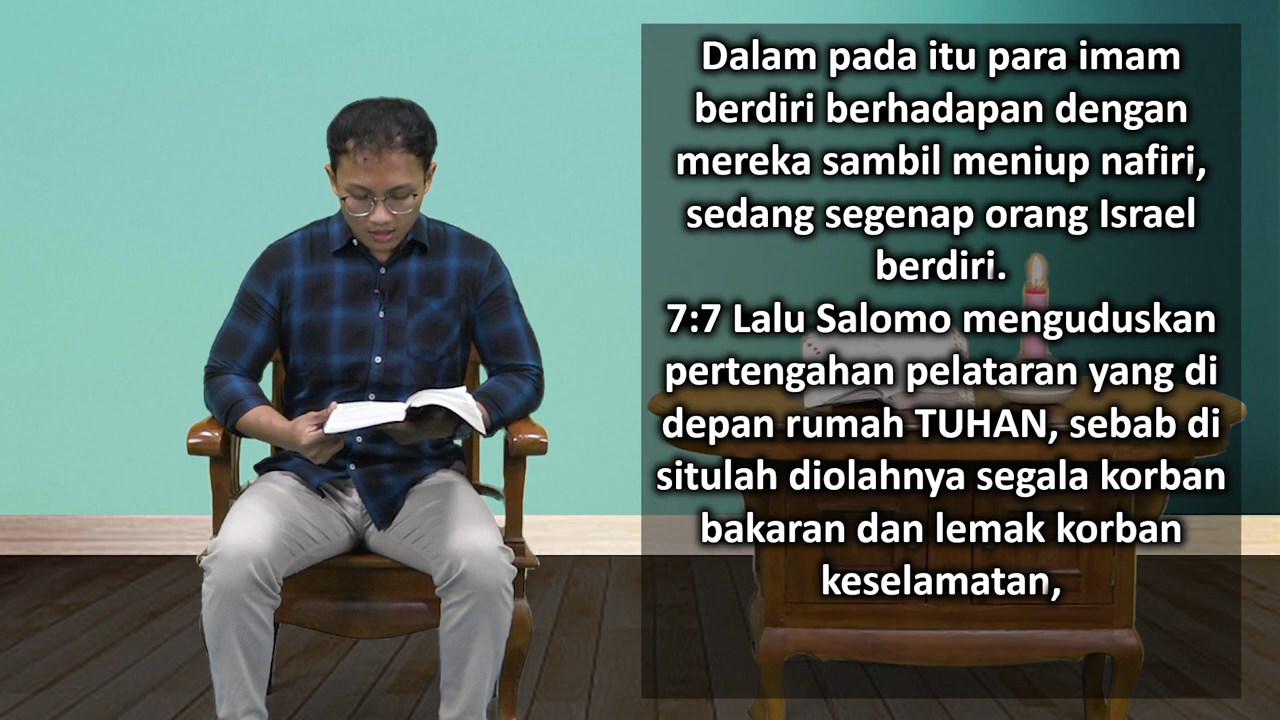 Dalam pada itu para imam
berdiri berhadapan dengan
mereka sambil meniup nafiri,
sedang segenap orang Israel
berdiri.
7:7 Lalu Salomo menguduskan
pertengahan pelataran yang di
depan rumah TUHAN, sebab di
situlah diolahnya segala korban
bakaran dan lemak korban
keselamatan,